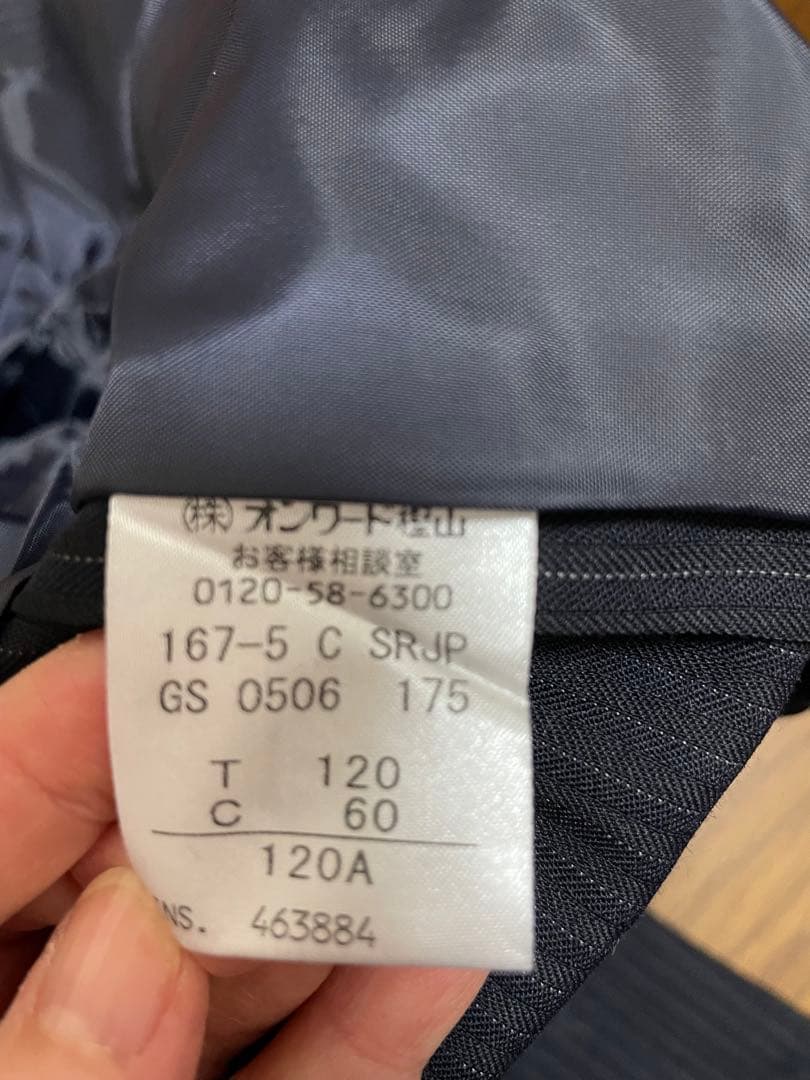 (株)オンワード樫山
お客様相談室
0120-58-6300
167-5 C SRJP
GS 0506 175
T 120
C 60
120A
NS. 463884